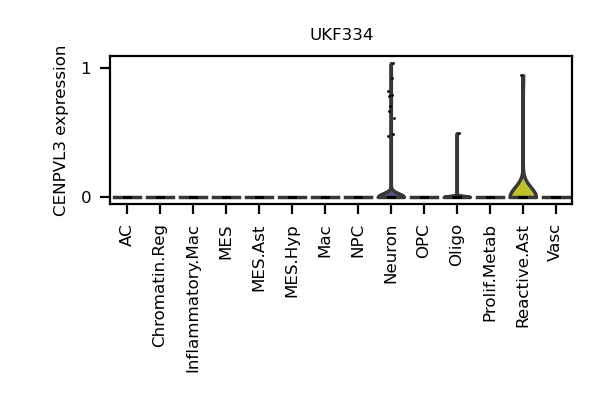 UKF334
CENPVL3 expression
1
0
AC
Chromatin.Reg
Inflammatory.Mac
MES
MES.Ast
MES.Hyp
Mac
NPC
Neuron
OPC
Oligo
Prolif.Metab
Reactive.Ast
Vasc